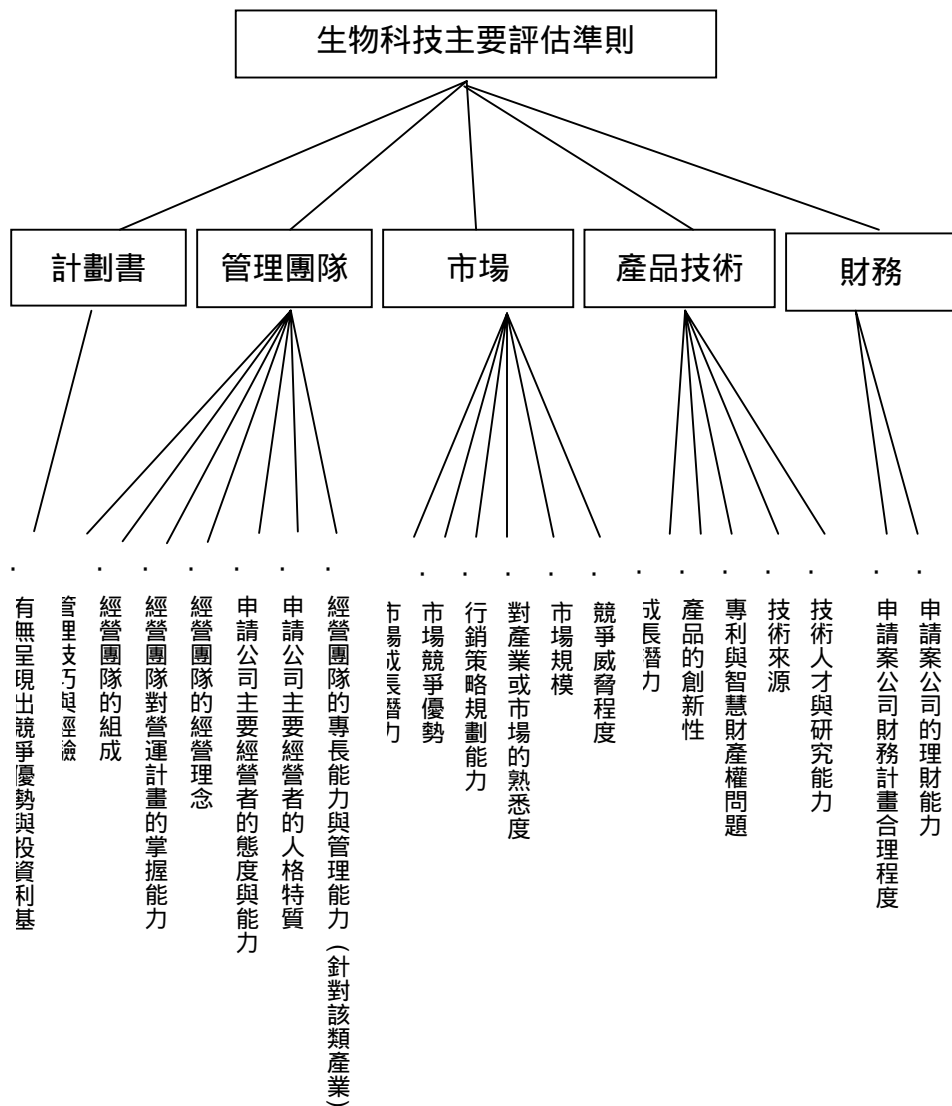 生物科技主要評估準則
計劃書
管理團隊
市場
產品技術
財務
．有無呈現出競爭優勢與投資利基
管理技巧與經驗
．經營團隊的組成
．經營團隊對營運計畫的掌握能力
．經營團隊的經營理念
．申請公司主要經營者的態度與能力
．申請公司主要經營者的人格特質
．經營團隊的專長能力與管理能力（針對該類產業）
市場成長潛力
．市場競爭優勢
．行銷策略規劃能力
．對產業或市場的熟悉度
．市場規模
．競爭威脅程度
．成長潛力
．產品的創新性
．專利與智慧財產權問題
．技術來源
．技術人才與研究能力
．申請案公司財務計畫合理程度
．申請案公司的理財能力